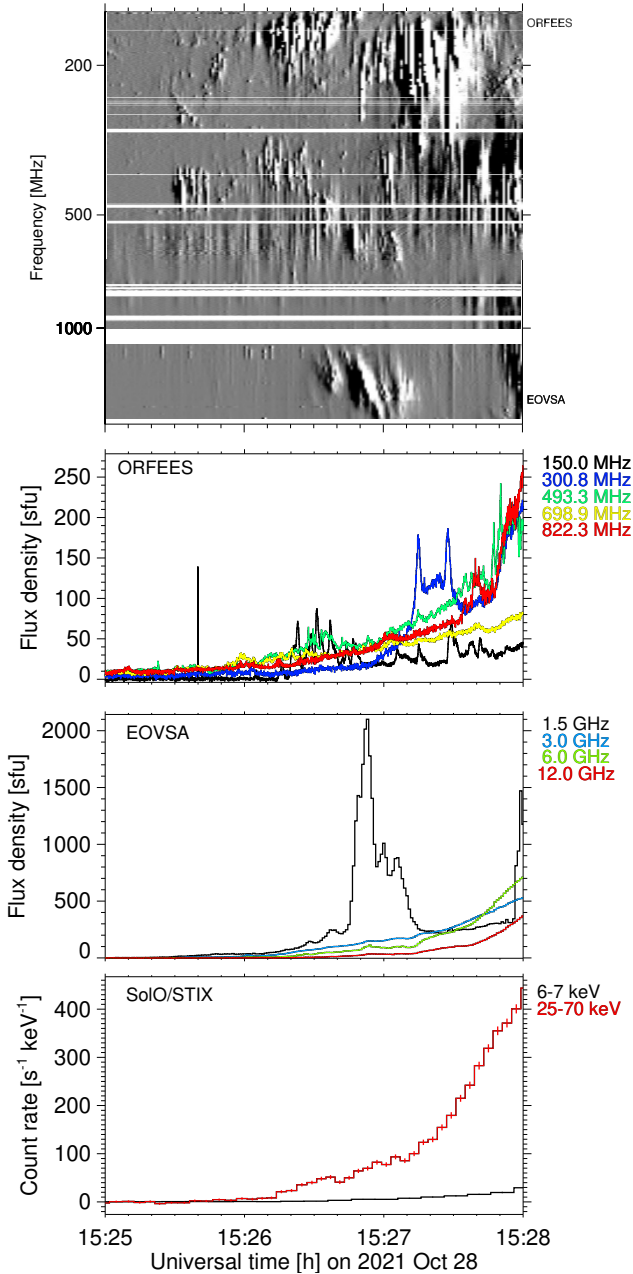 ORFEES
200
Frequency [MHz]
500
1000
EOVSA
ORFEES
250
200
150
100
50
0
Flux density [sfu]
150.0 MHz
300.8 MHz
493.3 MHz
698.9 MHz
822.3 MHz
EOVSA
2000
1500
1000
500
0
Flux density [sfu]
1.5 GHz
3.0 GHz
6.0 GHz
12.0 GHz
SolO/STIX
400
300
200
100
0
Count rate [s⁻¹ keV⁻¹]
6-7 keV
25-70 keV
15:25 15:26 15:27 15:28
Universal time [h] on 2021 Oct 28